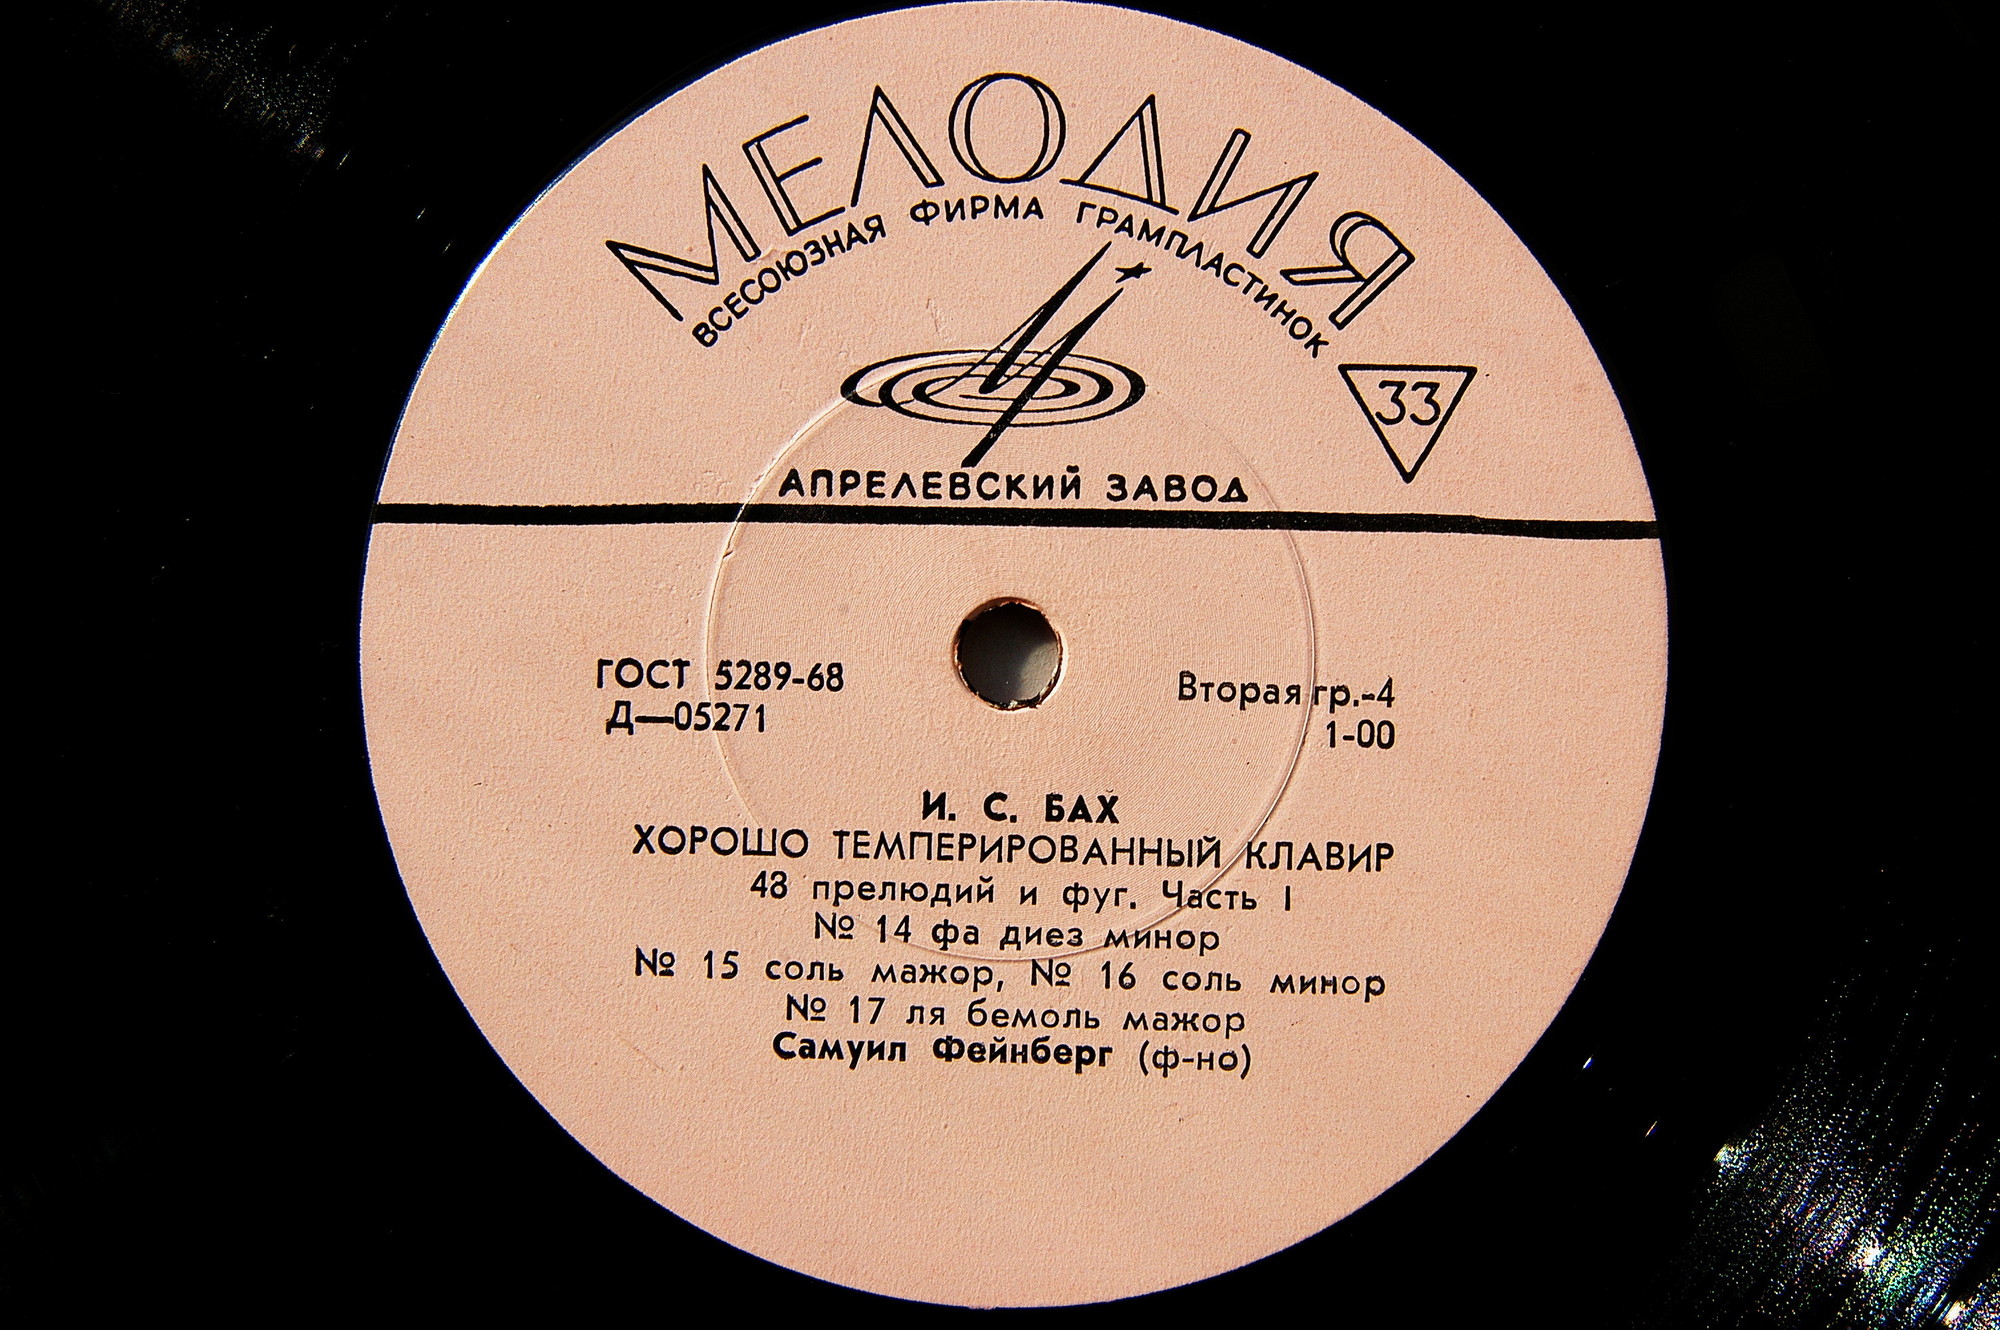 МЕЛОДИЯ
ВСЕСОЮЗНАЯ ФИРМА ГРАМПЛАСТИНОК
33
АПРЕЛЕВСКИЙ ЗАВОД
ГОСТ 5289-68
Д—05271
Вторая гр.-4
1-00
И. С. БАХ
ХОРОШО ТЕМПЕРИРОВАННЫЙ КЛАВИР
48 прелюдий и фуг. Часть I
№ 14 фа диез минор
№ 15 соль мажор, № 16 соль минор
№ 17 ля бемоль мажор
Самуил Фейнберг (ф-но)